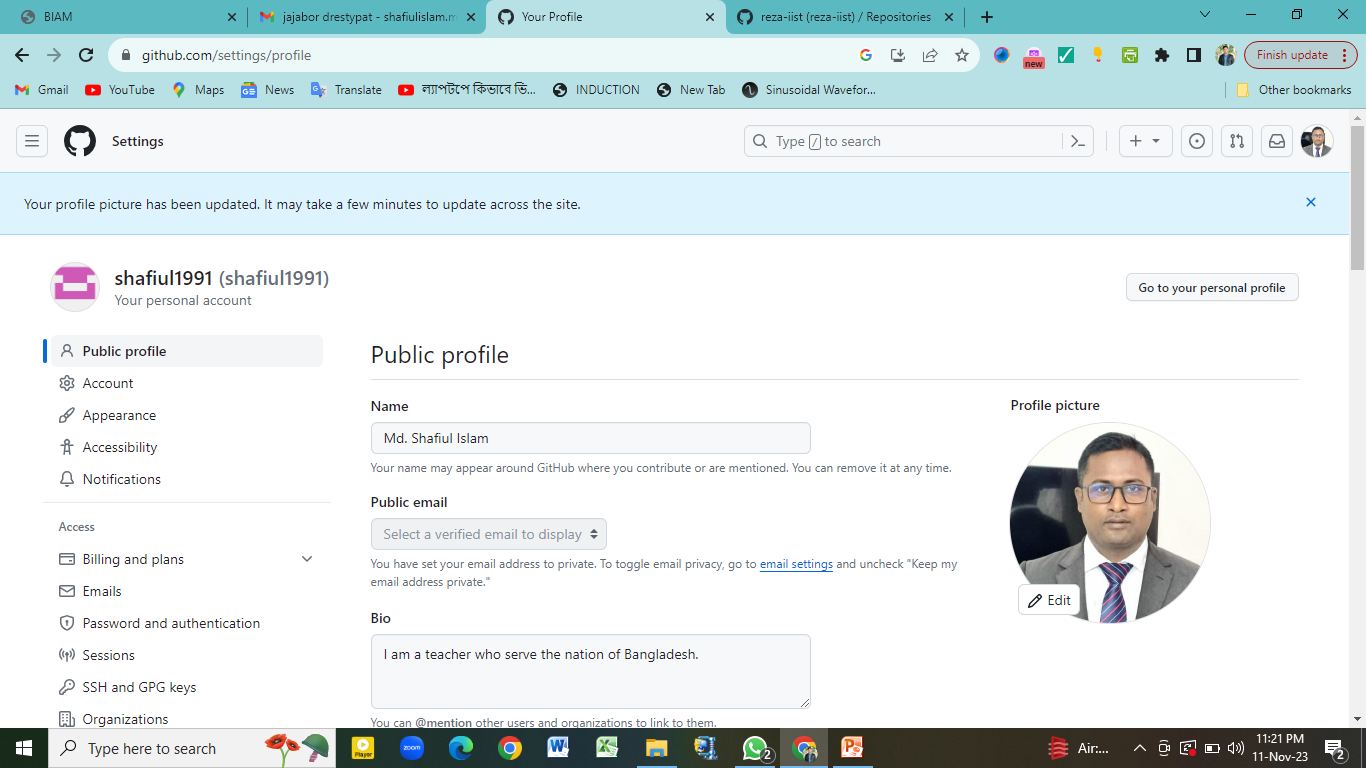 BIAM
jajabor drestypat - shafiulislam.m
Your Profile
reza-iist (reza-iist) / Repositories
github.com/settings/profile
new
Finish update
Gmail
YouTube
Maps
News
Translate
ল্যাপটপে কিভাবে ভি...
INDUCTION
New Tab
Sinusoidal Wavefor...
Other bookmarks
Settings
Type / to search
Your profile picture has been updated. It may take a few minutes to update across the site.
shafiul1991 (shafiul1991)
Your personal account
Go to your personal profile
Public profile
Account
Appearance
Accessibility
Notifications
Access
Billing and plans
Emails
Password and authentication
Sessions
SSH and GPG keys
Organizations
Public profile
Name
Md. Shafiul Islam
Your name may appear around GitHub where you contribute or are mentioned. You can remove it at any time.
Public email
Select a verified email to display
You have set your email address to private. To toggle email privacy, go to email settings and uncheck "Keep my
email address private."
Bio
I am a teacher who serve the nation of Bangladesh.
You can @mention other users and organizations to link to them.
Profile picture
Edit
Type here to search
Player
zoom
2
Air:...
11:21 PM
11-Nov-23
2